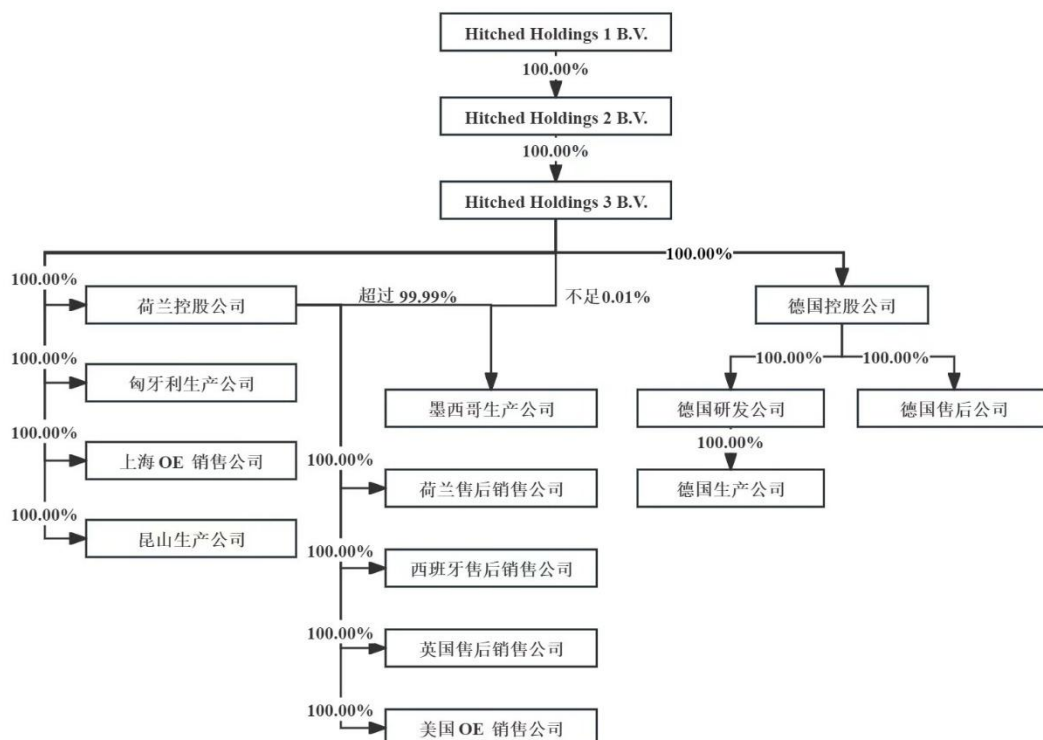 Hitched Holdings 1 B.V.
100.00%
Hitched Holdings 2 B.V.
100.00%
Hitched Holdings 3 B.V.
100.00%
100.00%
超过 99.99%
不足0.01%
荷兰控股公司
德国控股公司
100.00%
100.00%
100.00%
匈牙利生产公司
墨西哥生产公司
德国研发公司
德国售后公司
100.00%
100.00%
100.00%
上海 OE 销售公司
荷兰售后销售公司
德国生产公司
100.00%
昆山生产公司
100.00%
西班牙售后销售公司
100.00%
英国售后销售公司
100.00%
美国 OE 销售公司